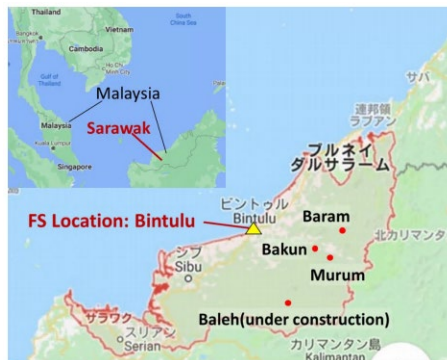 Thailand
Vietnam
Bangkok
Cambodia
Gulf of
Thailand
Ho Chi
Minh City
Malaysia
Malaysia
Kuala Lumpur
Sarawak
Singapore
South China Sea
サバ
連邦領
ラブアン
ブルネイ
ダルサラーム
ビントゥル
FS Location: Bintulu
Bintulu
Baram
シブ
Sibu
Bakun
北カリマンタン
Murum
サラワク
スリアン
Serian
Baleh(under construction)
カリマンタン島
Kalimantan